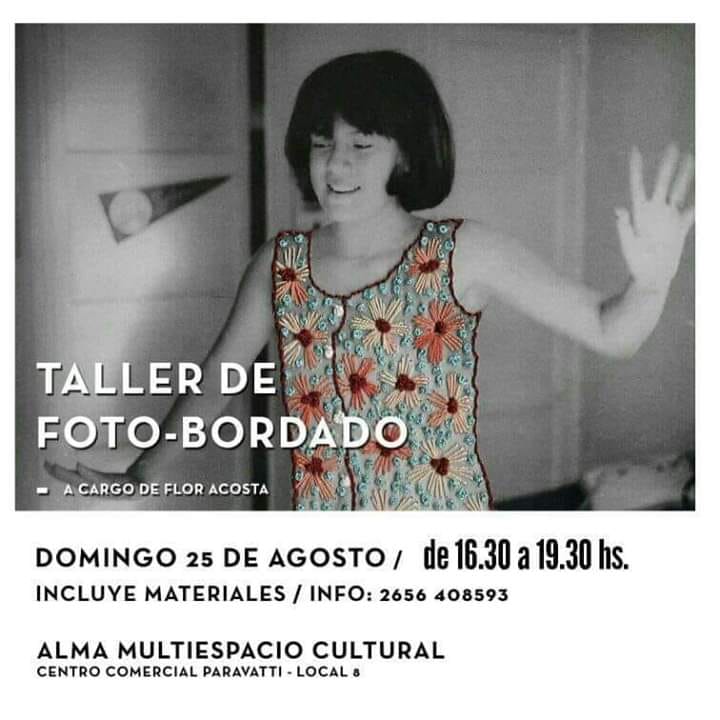 TALLER DE
FOTO-BORDADO
- A CARGO DE FLOR ACOSTA
DOMINGO 25 DE AGOSTO / de 16.30 a 19.30 hs.
INCLUYE MATERIALES / INFO: 2656 408593
ALMA MULTIESPACIO CULTURAL
CENTRO COMERCIAL PARAVATTI - LOCAL 8